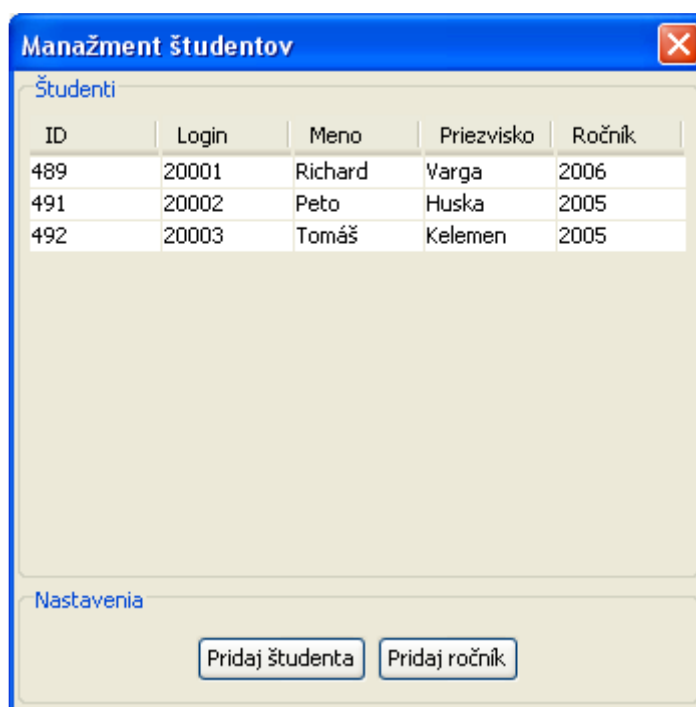 Manažment študentov
Študenti
ID Login Meno Priezvisko Ročník
489 20001 Richard Varga 2006
491 20002 Peto Huska 2005
492 20003 Tomáš Kelemen 2005
Nastavenia
Pridaj študenta Pridaj ročník